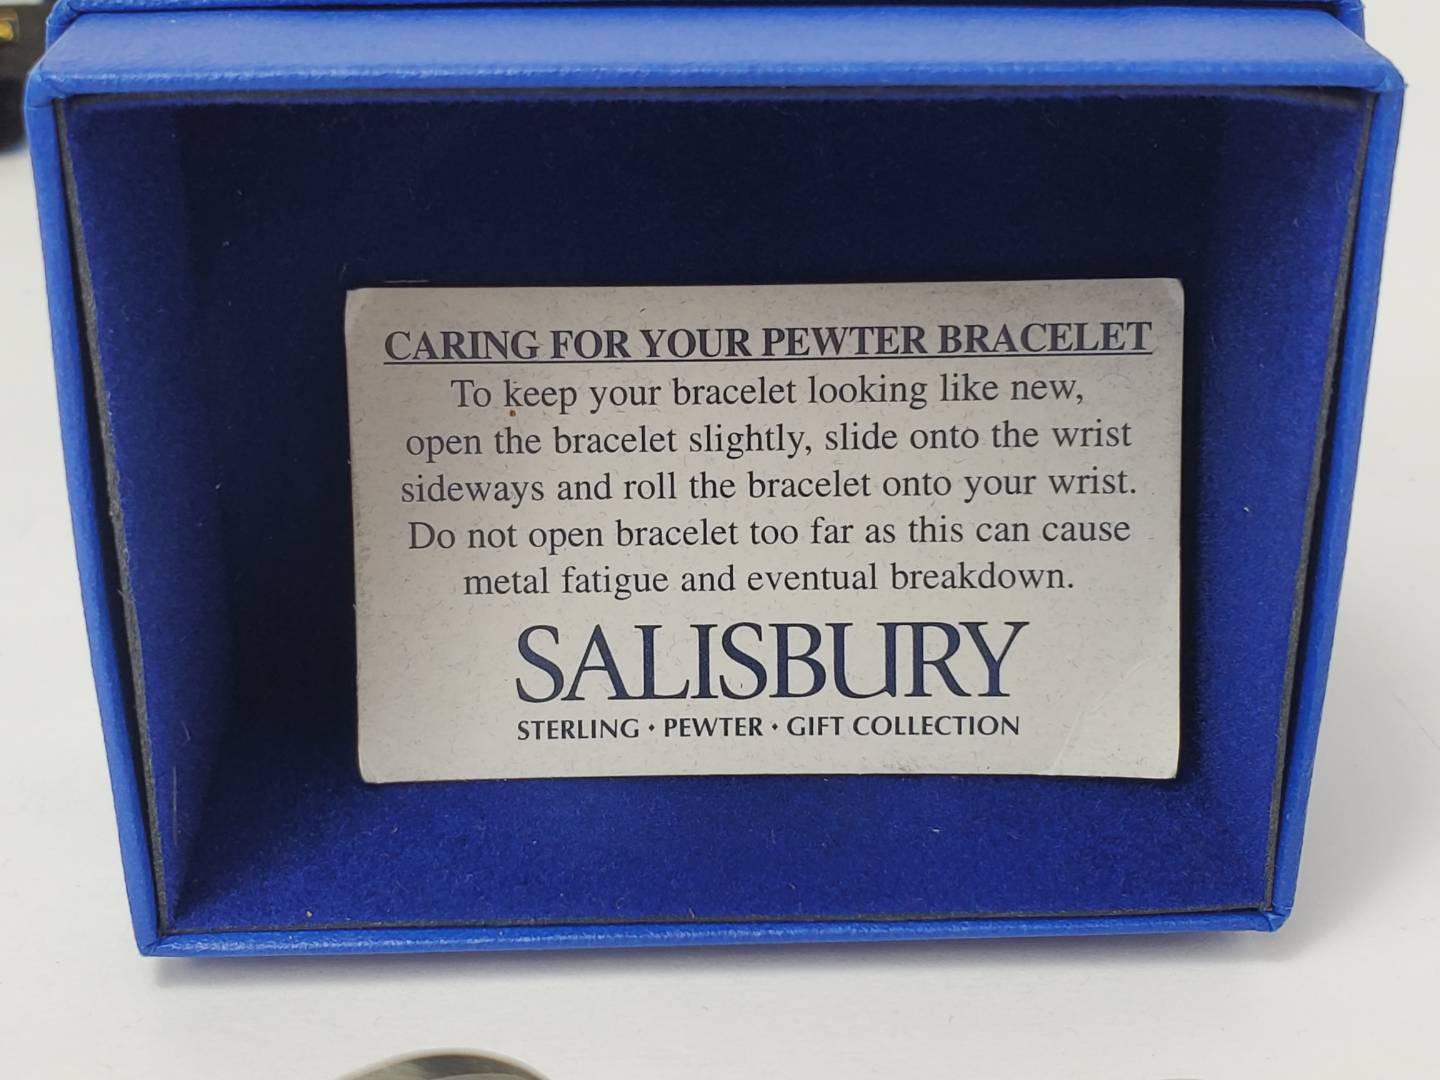 CARING FOR YOUR PEWTER BRACELET
To keep your bracelet looking like new,
open the bracelet slightly, slide onto the wrist
sideways and roll the bracelet onto your wrist.
Do not open bracelet too far as this can cause
metal fatigue and eventual breakdown.
SALISBURY
STERLING • PEWTER • GIFT COLLECTION